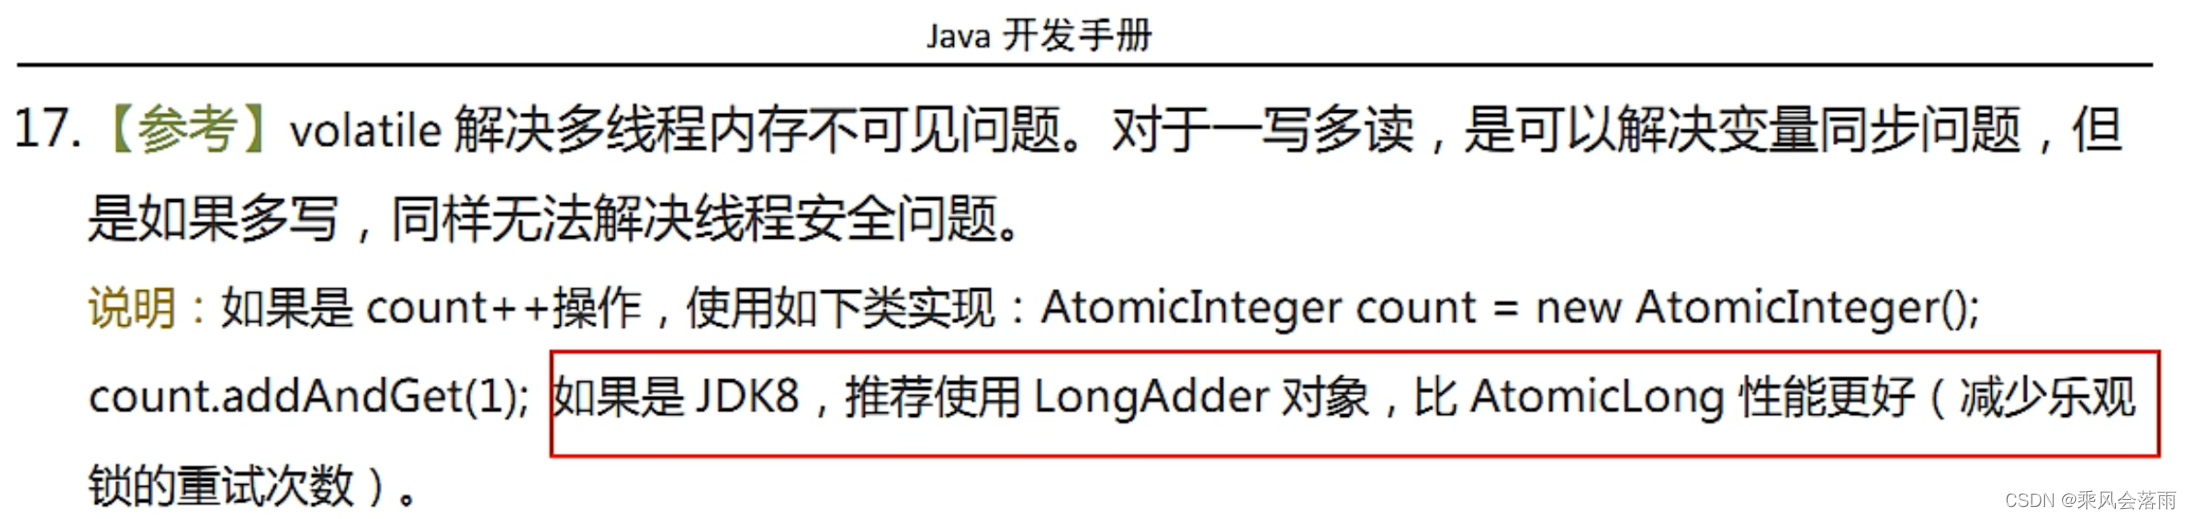 Java 开发手册
17.【参考】volatile 解决多线程内存不可见问题。对于一写多读，是可以解决变量同步问题，但
是如果多写，同样无法解决线程安全问题。
说明：如果是 count++操作，使用如下类实现：AtomicInteger count = new AtomicInteger();
count.addAndGet(1); 如果是 JDK8，推荐使用 LongAdder 对象，比 AtomicLong 性能更好（减少乐观
锁的重试次数）。
CSDN @乘风会落雨